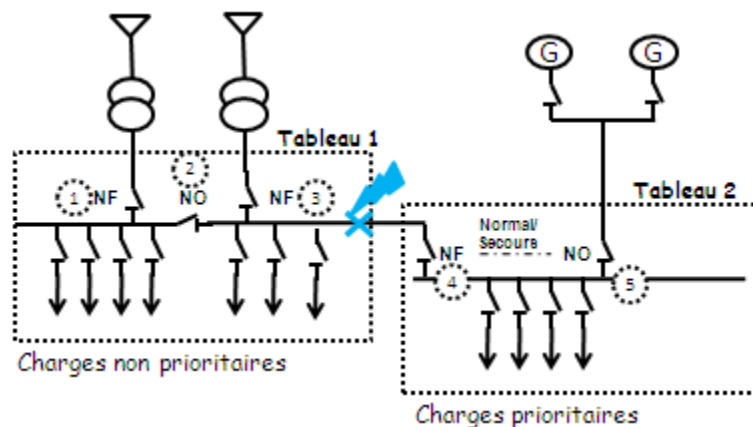 G G
Tableau 1
2
1 NF NO NF 3
Tableau 2
Normal/
Secours
NF NO
4 5
Charges non prioritaires
Charges prioritaires